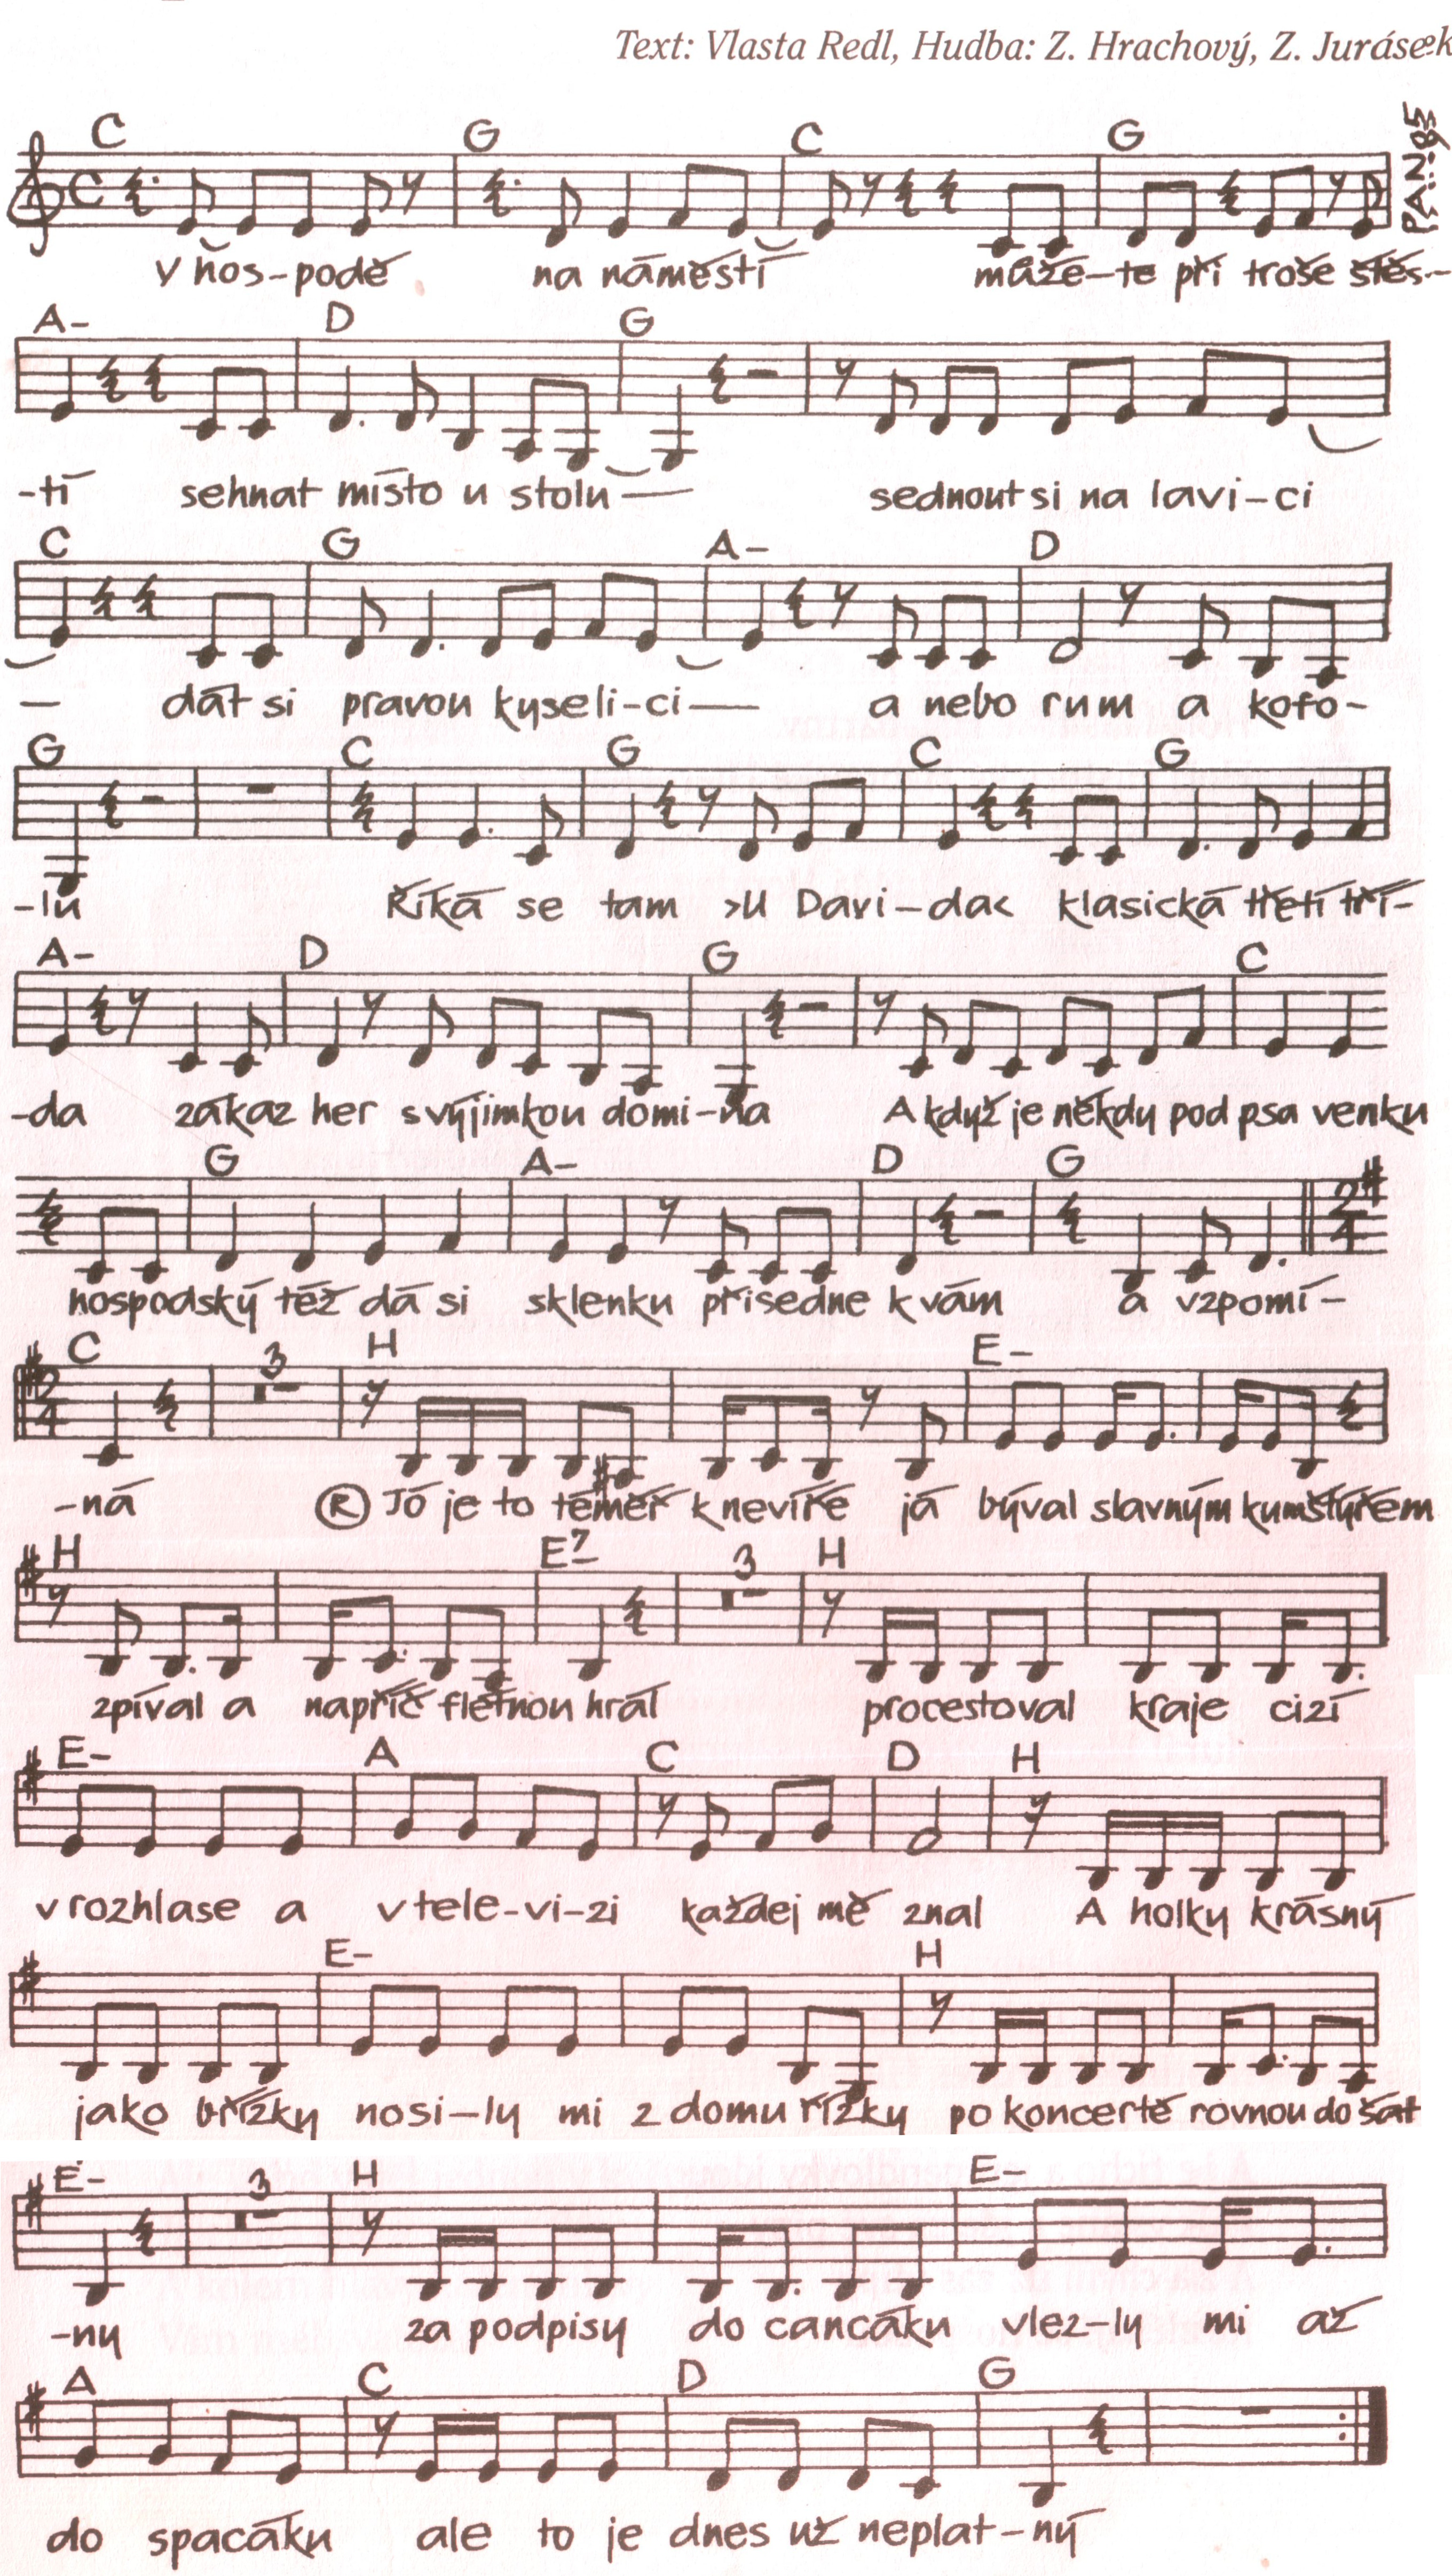 Text: Vlasta Redl, Hudba: Z. Hrachový, Z. Jurásek
PAN.95
C G C G
v hos-podě na náměstí můžē-te při troše štěs-
A- D G
-tí sehnat místo u stolu — sednout si na lavi-ci
C G A- D
— dát si pravou kyseli-ci — a nebo rum a kofo-
G C G C G
-lu Říká se tam >U Davi-da< klasická třetí tří-
A- D G C
-da zákaz her s výjimkou domi-na A když je někdy pod psa venku
G A- D G
hospodský též dá si sklenku přisedne k vám a vzpomí-
2 4
C 3 H E-
2 4
-ná Ⓡ Jó je to téměř k nevíře já býval slavným kumštýřem
H E7- 3 H
zpíval a napříč flétnou hrál procestoval kraje cizí
E- A C D H
v rozhlase a v tele-vi-zi každej mě znal A holky krásný
E- H
jako břízky nosi-ly mi z domu řízky po koncertě rovnou do šat
E- 3 H E-
-ny za podpisy do cancáku vlez-ly mi až
A C D G
do spacáku ale to je dnes už neplat-ný